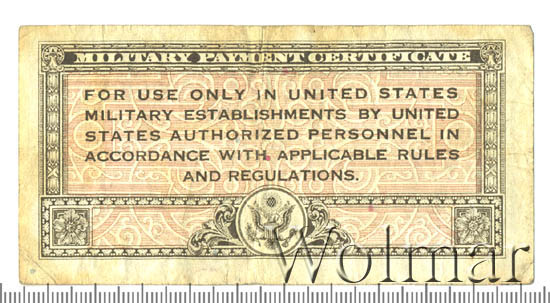 MILITARY PAYMENT CERTIFICATE
FOR USE ONLY IN UNITED STATES
MILITARY ESTABLISHMENTS BY UNITED
STATES AUTHORIZED PERSONNEL IN
ACCORDANCE WITH APPLICABLE RULES
AND REGULATIONS.
Wolmar